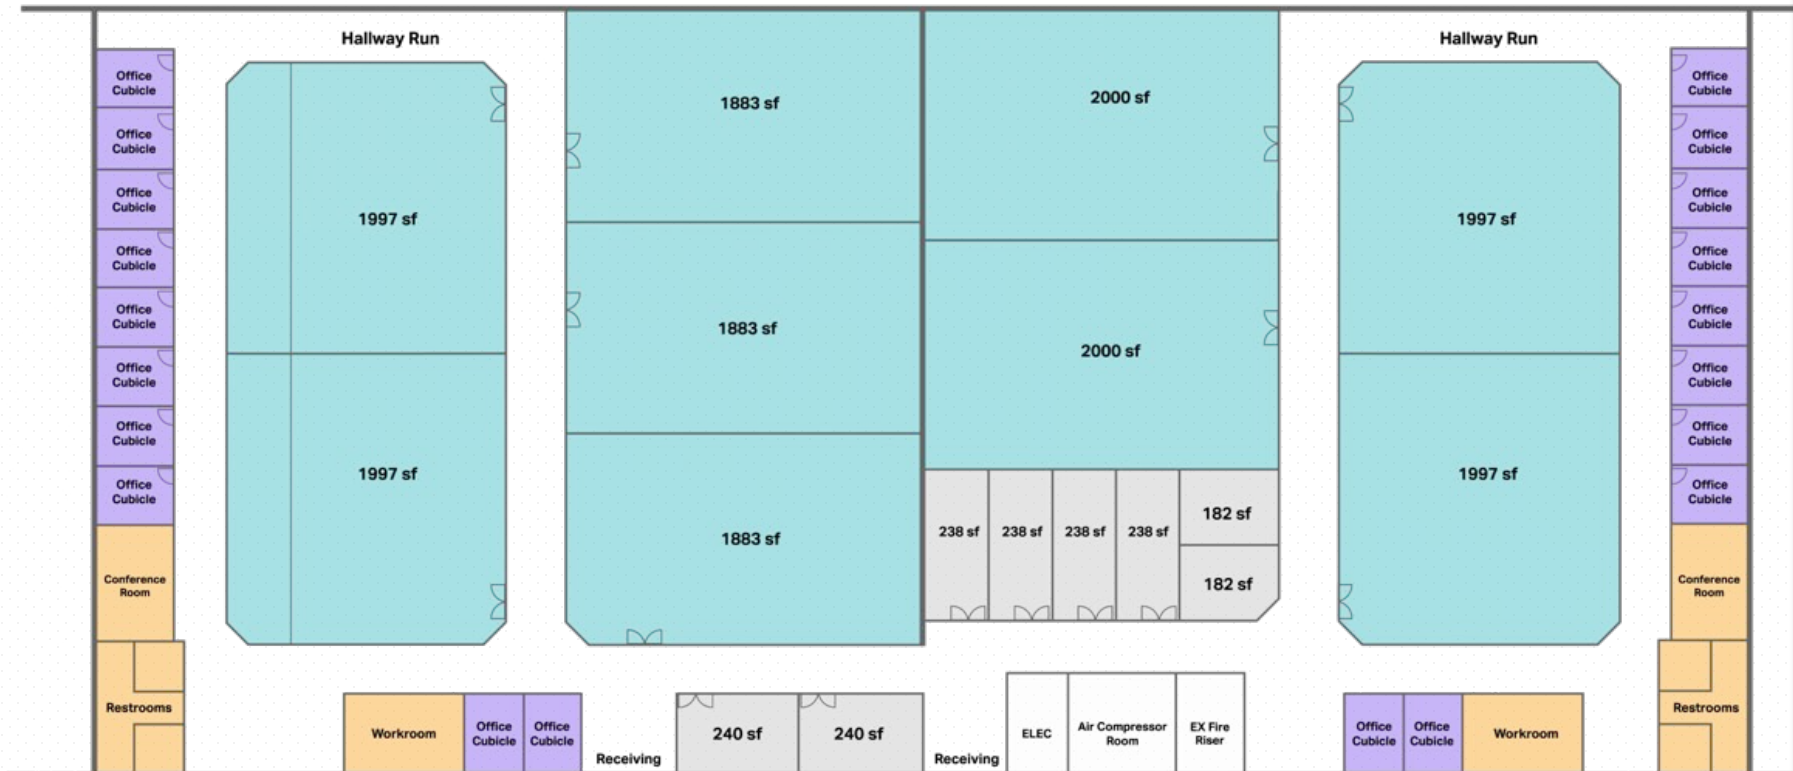 Hallway Run
Hallway Run
Office
Cubicle
Office
Cubicle
Office
Cubicle
Office
Cubicle
Office
Cubicle
Office
Cubicle
Office
Cubicle
Office
Cubicle
Conference
Room
Restrooms
1997 sf
1997 sf
1883 sf
1883 sf
1883 sf
2000 sf
2000 sf
238 sf
238 sf
238 sf
238 sf
182 sf
182 sf
1997 sf
1997 sf
Office
Cubicle
Office
Cubicle
Office
Cubicle
Office
Cubicle
Office
Cubicle
Office
Cubicle
Office
Cubicle
Office
Cubicle
Conference
Room
Restrooms
Workroom
Office
Cubicle
Office
Cubicle
Receiving
240 sf
240 sf
Receiving
ELEC
Air Compressor
Room
EX Fire
Riser
Office
Cubicle
Office
Cubicle
Workroom